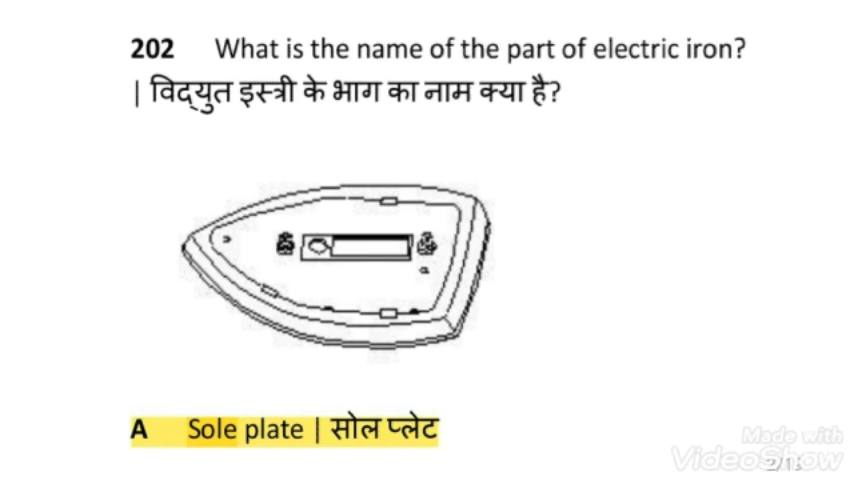 202 What is the name of the part of electric iron?
| विद्युत इस्त्री के भाग का नाम क्या है?
A Sole plate | सोल प्लेट
Made with
VideoShow